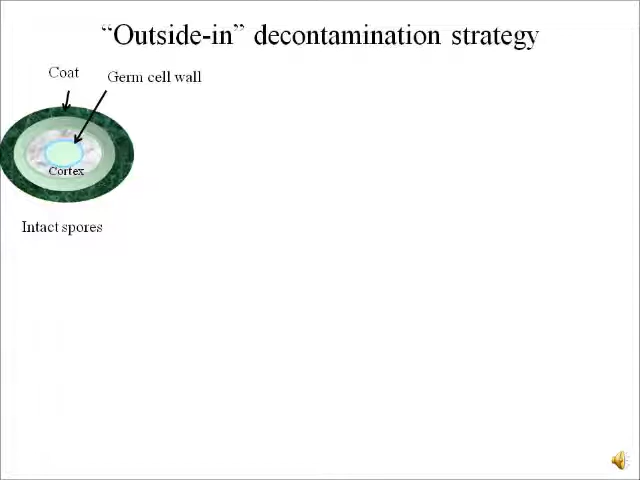 “Outside-in” decontamination strategy
Coat
Germ cell wall
Cortex
Intact spores